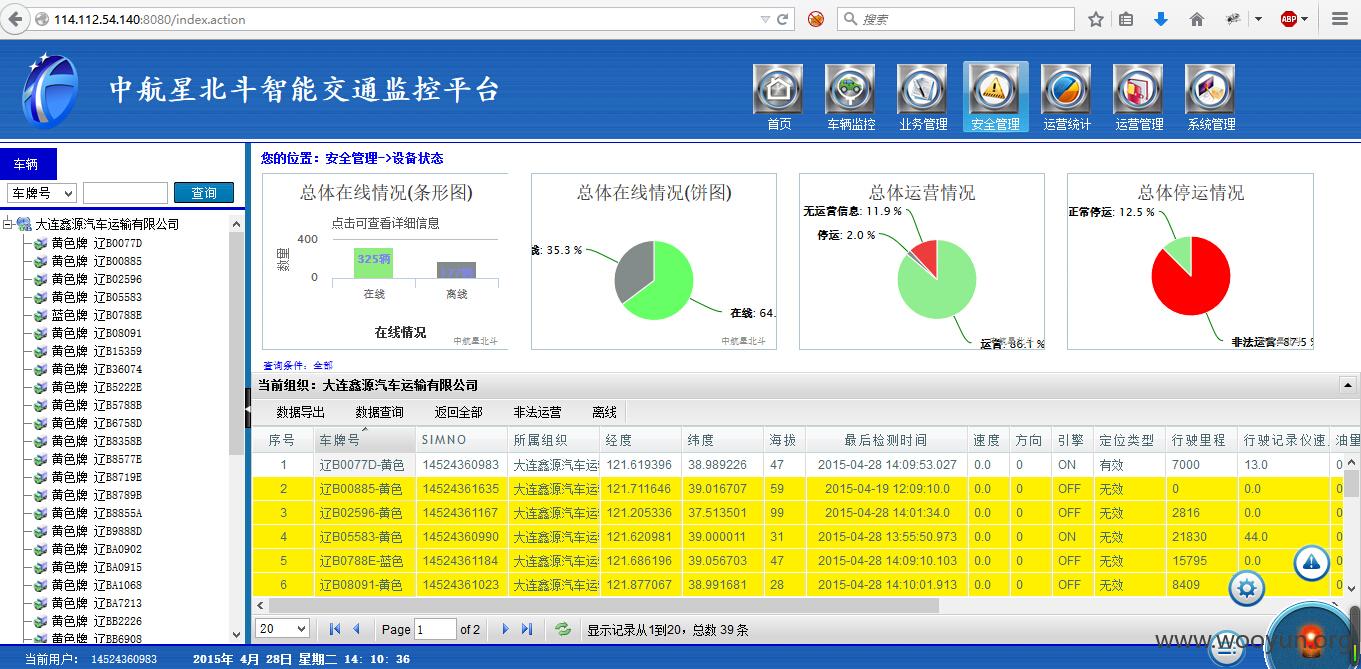 114.112.54.140:8080/index.action
搜索
ABP
中航星北斗智能交通监控平台
首页 车辆监控 业务管理 安全管理 运营统计 运营管理 系统管理
车辆
车牌号 查询
大连鑫源汽车运输有限公司
黄色牌 辽B0077D
黄色牌 辽B00885
黄色牌 辽B02596
黄色牌 辽B05583
蓝色牌 辽B0788E
黄色牌 辽B08091
黄色牌 辽B15359
黄色牌 辽B36074
黄色牌 辽B5222E
黄色牌 辽B5788B
黄色牌 辽B6758D
黄色牌 辽B8358B
黄色牌 辽B8577E
黄色牌 辽B8719E
黄色牌 辽B8789B
黄色牌 辽B8855A
黄色牌 辽B9888D
黄色牌 辽BA0902
黄色牌 辽BA0915
黄色牌 辽BA1068
黄色牌 辽BA7213
黄色牌 辽BB2226
黄色牌 辽BB6908
您的位置：安全管理->设备状态
总体在线情况(条形图)
点击可查看详细信息
数里
400
0
325辆
177辆
在线 离线
在线情况
中航星北斗
总体在线情况(饼图)
线: 35.3 %
在线: 64.
中航星北斗
总体运营情况
无运营信息: 11.9 %
停运: 2.0 %
运营: 86.1 %
总体停运情况
正常停运: 12.5 %
非法运营: 87.5 %
查询条件: 全部
当前组织：大连鑫源汽车运输有限公司
数据导出 数据查询 返回全部 非法运营 离线
序号 车牌号 SIMNO 所属组织 经度 纬度 海拔 最后检测时间 速度 方向 引擎 定位类型 行驶里程 行驶记录仪速 油里
1 辽B0077D-黄色 14524360983 大连鑫源汽车运 121.619396 38.989226 47 2015-04-28 14:09:53.027 0.0 0 ON 有效 7000 13.0 0
2 辽B00885-黄色 14524361635 大连鑫源汽车运 121.711646 39.016707 59 2015-04-19 12:09:10.0 0.0 0 OFF 无效 0 0.0 0
3 辽B02596-黄色 14524361167 大连鑫源汽车运 121.205336 37.513501 99 2015-04-28 14:01:34.0 0.0 0 OFF 无效 2816 0.0 0
4 辽B05583-黄色 14524360990 大连鑫源汽车运 121.620981 39.000011 31 2015-04-28 13:55:50.973 0.0 0 ON 无效 21830 44.0 0
5 辽B0788E-蓝色 14524361184 大连鑫源汽车运 121.686196 39.056703 47 2015-04-28 14:09:10.103 0.0 0 OFF 无效 15795 0.0
6 辽B08091-黄色 14524361023 大连鑫源汽车运 121.877067 38.991681 28 2015-04-28 14:10:01.913 0.0 0 OFF 无效 8409 0
20 Page 1 of 2 显示记录从1到20，总数 39 条
www.wooyun.org
当前用户： 14524360983 2015年 4月 28日 星期二 14: 10: 36